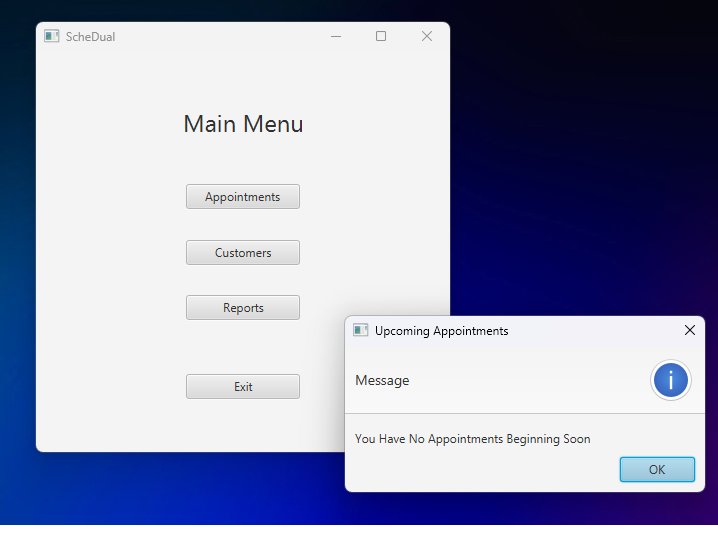 ScheDual
Main Menu
Appointments
Customers
Reports
Exit
Upcoming Appointments
Message
You Have No Appointments Beginning Soon
OK